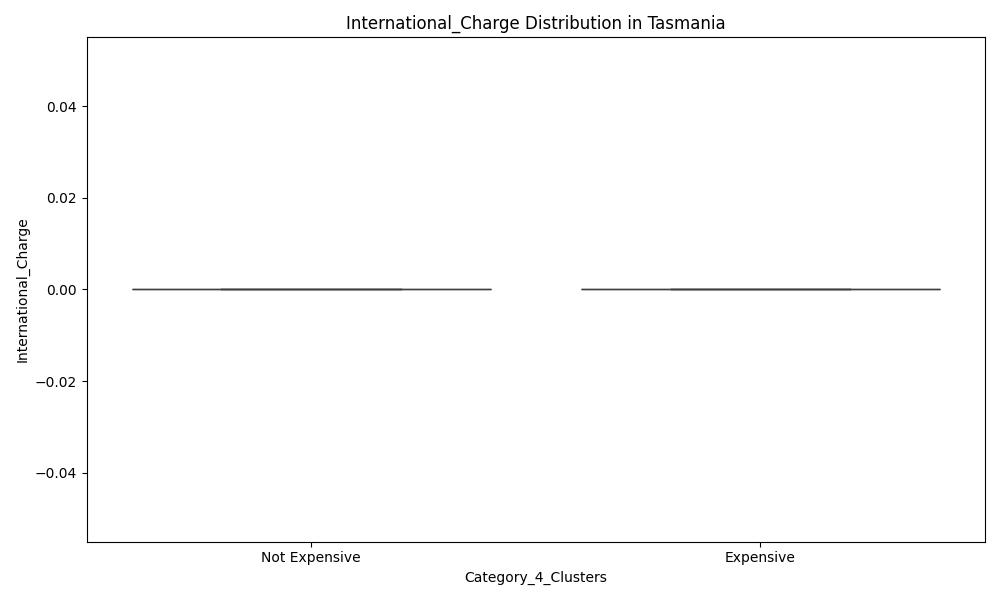 International_Charge Distribution in Tasmania
International_Charge
0.04
0.02
0.00
−0.02
−0.04
Not Expensive
Expensive
Category_4_Clusters